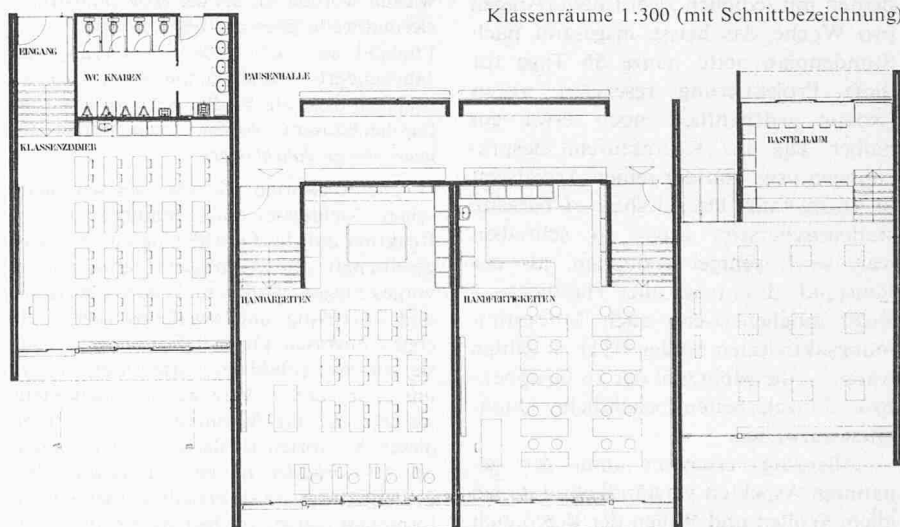 Klassenräume 1:300 (mit Schnittbezeichnung)
EINGANG
WC KNABEN
PAUSENHALLE
KLASSENZIMMER
BASTELRAUM
HANDARBEITEN
HANDFERTIGKEITEN